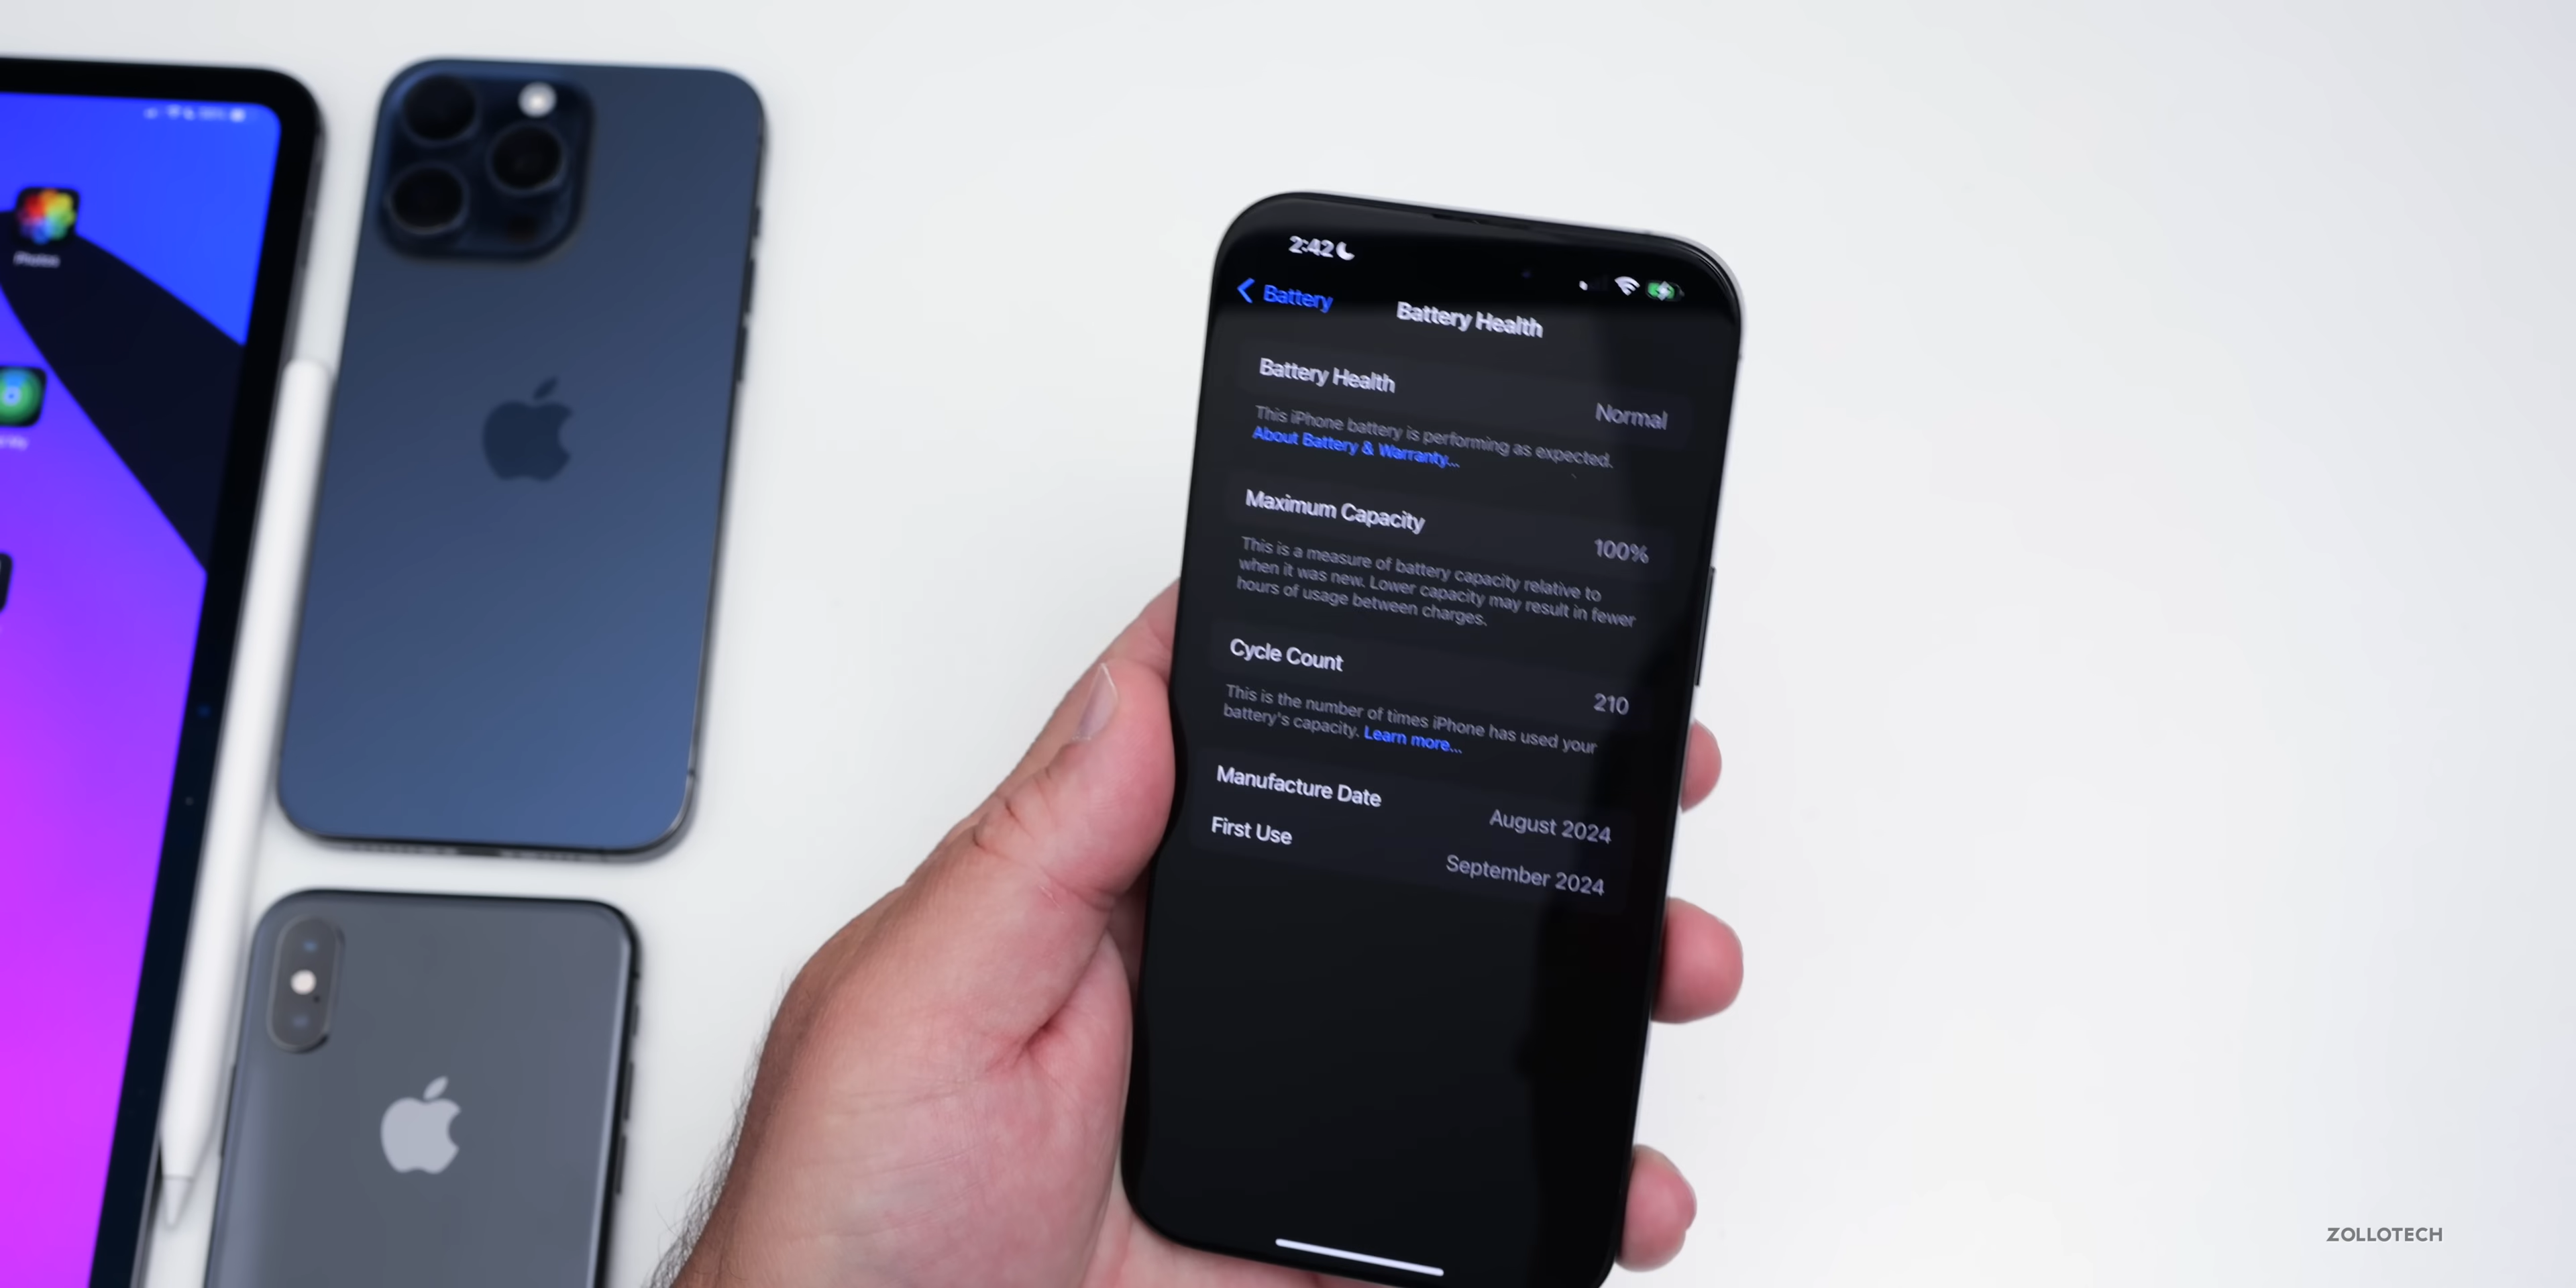 Photos
2:42
Battery
Battery Health
Battery Health
Normal
This iPhone battery is performing as expected.
About Battery & Warranty...
Maximum Capacity
100%
This is a measure of battery capacity relative to
when it was new. Lower capacity may result in fewer
hours of usage between charges.
Cycle Count
210
This is the number of times iPhone has used your
battery's capacity. Learn more...
Manufacture Date
August 2024
First Use
September 2024
ZOLLOTECH